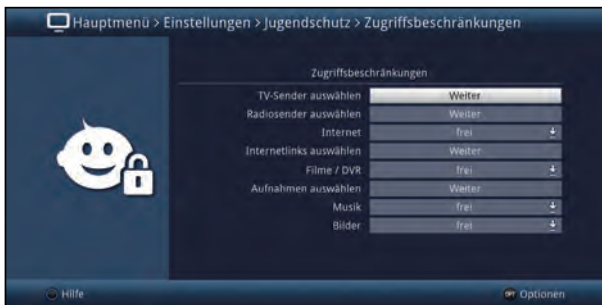 Hauptmenü > Einstellungen > Jugendschutz > Zugriffsbeschränkungen
Zugriffsbeschränkungen
TV-Sender auswählen Weiter
Radiosender auswählen Weiter
Internet frei
Internetlinks auswählen Weiter
Filme / DVR frei
Aufnahmen auswählen Weiter
Musik frei
Bilder frei
Hilfe OPT Optionen